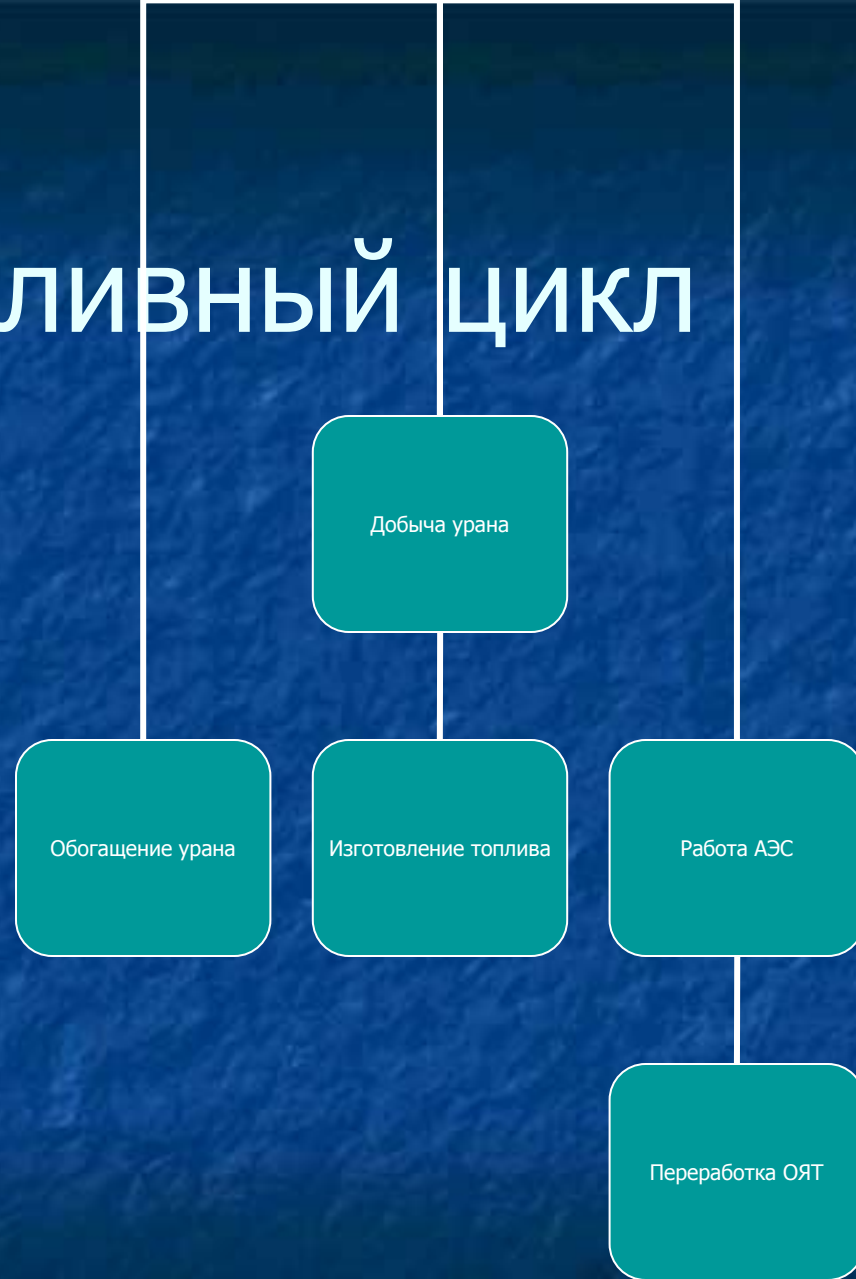 ливный цикл
Добыча урана
Обогащение урана
Изготовление топлива
Работа АЭС
Переработка ОЯТ